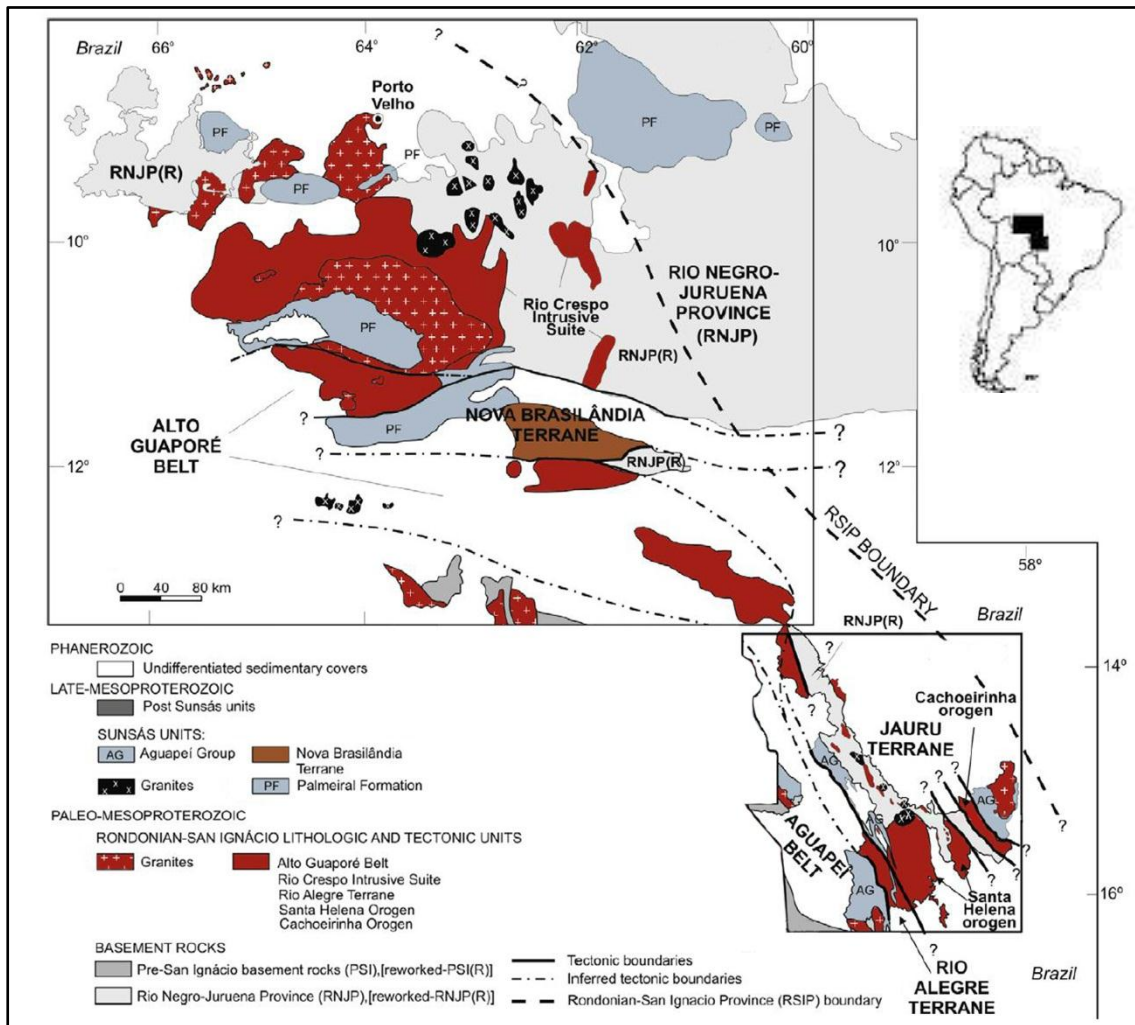 Brazil
66°
64°
?
62°
60°
?
Porto
Velho
PF
PF
PF
RNJP(R)
PF
PF
10°
10°
RIO NEGRO-
JURUENA
PROVINCE
(RNJP)
Rio Crespo
Intrusive
Suite
PF
RNJP(R)
?
NOVA BRASILÂNDIA
TERRANE
PF
?
ALTO
GUAPORÉ
BELT
12°
?
RNJP(R)
12°
?
?
RSIP BOUNDARY
0 40 80 km
58°
Brazil
RNJP(R)
?
14°
Cachoeirinha
orogen
JAURU
TERRANE
?
? ? ?
AG
AG
AG
AG
?
AGUAPEI
BELT
?
?
?
Santa
Helena
orogen
16°
?
RIO
ALEGRE
TERRANE
Brazil
PHANEROZOIC
Undifferentiated sedimentary covers
LATE-MESOPROTEROZOIC
Post Sunsás units
SUNSÁS UNITS:
AG Aguapeí Group Nova Brasilândia
Terrane
Granites PF Palmeiral Formation
PALEO-MESOPROTEROZOIC
RONDONIAN-SAN IGNÁCIO LITHOLOGIC AND TECTONIC UNITS
Granites Alto Guaporé Belt
Rio Crespo Intrusive Suite
Rio Alegre Terrane
Santa Helena Orogen
Cachoeirinha Orogen
BASEMENT ROCKS
Pre-San Ignácio basement rocks (PSI),[reworked-PSI(R)]
Rio Negro-Juruena Province (RNJP),[reworked-RNJP(R)]
Tectonic boundaries
Inferred tectonic boundaries
Rondonian-San Ignacio Province (RSIP) boundary